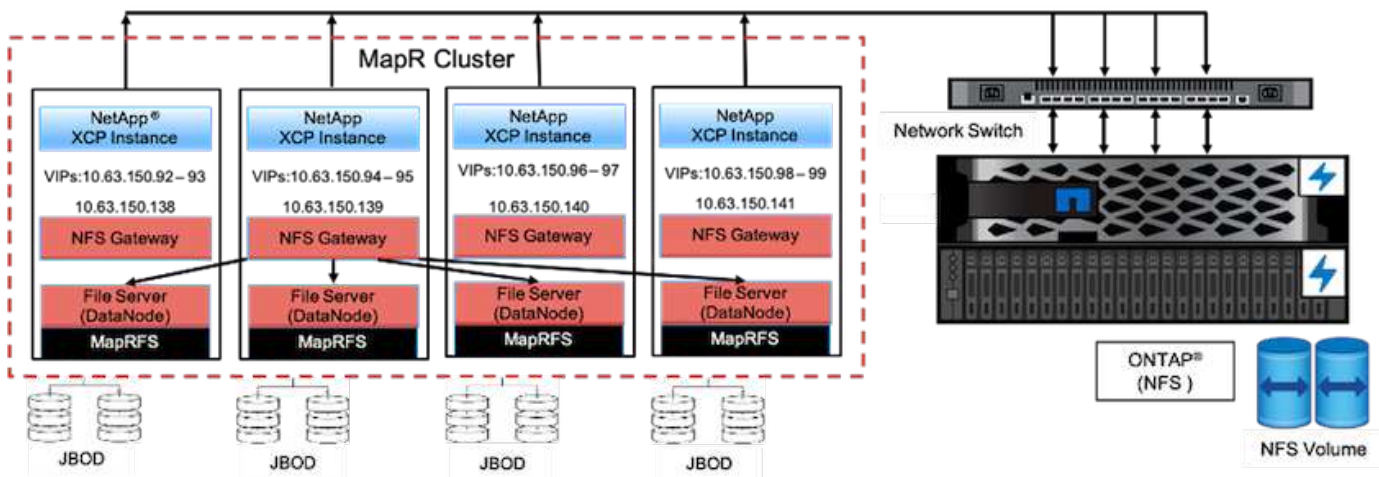 MapR Cluster
NetApp®
XCP Instance
VIPs:10.63.150.92–93
10.63.150.138
NFS Gateway
File Server
(DataNode)
MapRFS
JBOD
NetApp
XCP Instance
VIPs:10.63.150.94–95
10.63.150.139
NFS Gateway
File Server
(DataNode)
MapRFS
JBOD
NetApp
XCP Instance
VIPs:10.63.150.96–97
10.63.150.140
NFS Gateway
File Server
(DataNode)
MapRFS
JBOD
NetApp
XCP Instance
VIPs:10.63.150.98–99
10.63.150.141
NFS Gateway
File Server
(DataNode)
MapRFS
JBOD
Network Switch
ONTAP®
(NFS )
NFS Volume